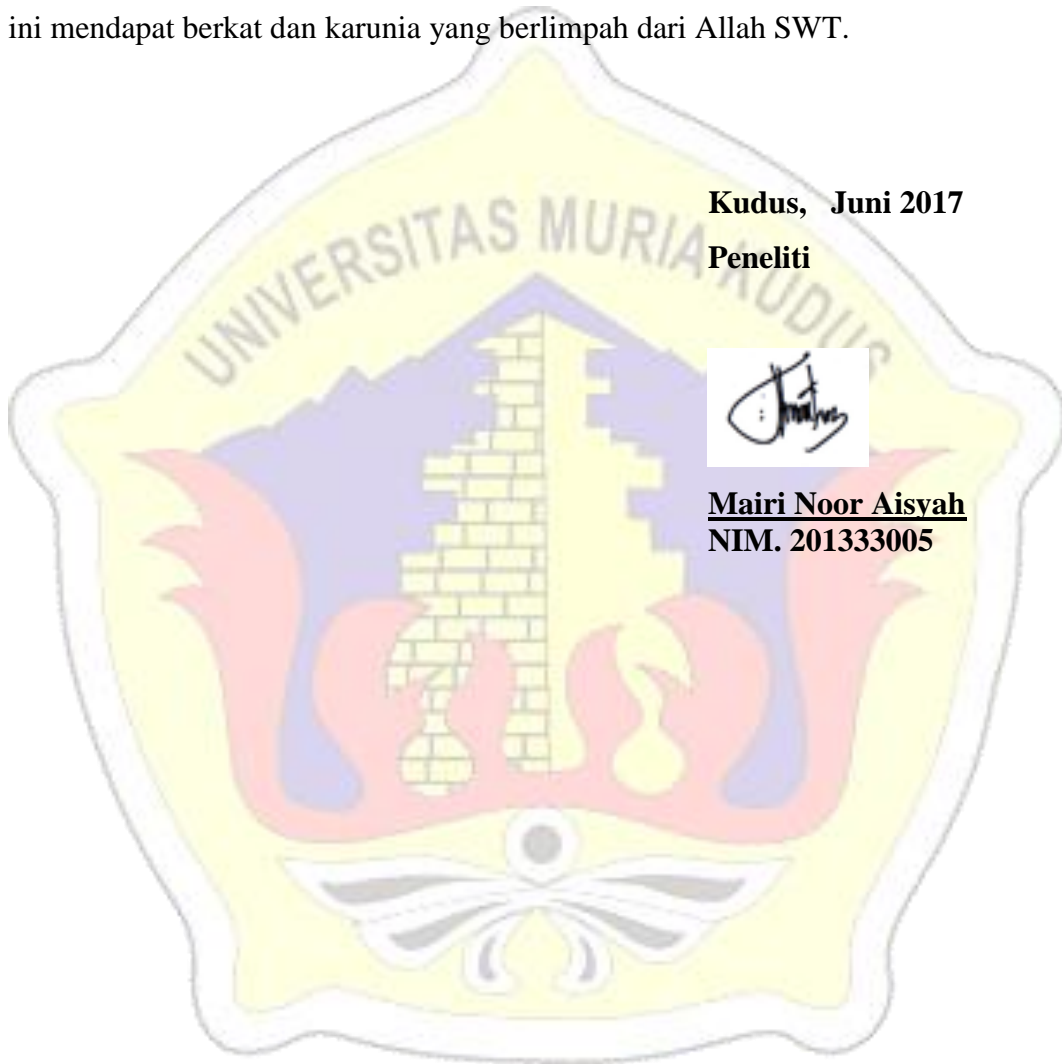 ini mendapat berkat dan karunia yang berlimpah dari Allah SWT.
Kudus, Juni 2017
Peneliti
UNIVERSITAS MURIA KUDUS
Mairi Noor Aisyah
NIM. 201333005